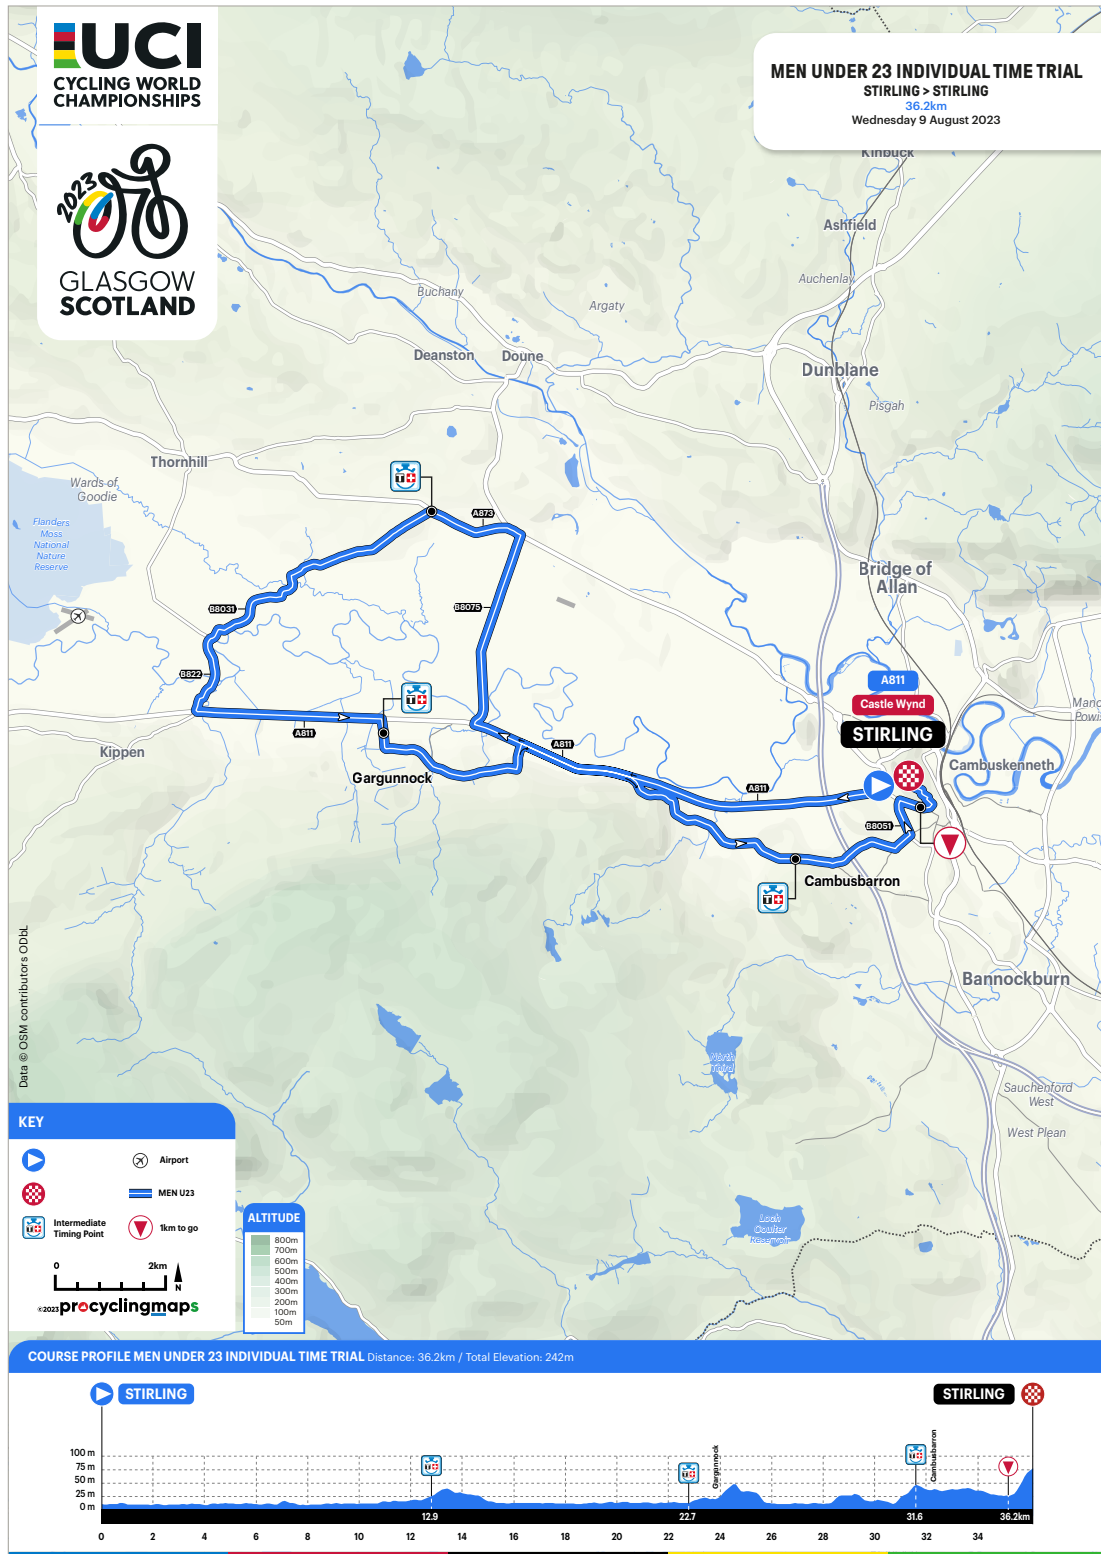 UCI
CYCLING WORLD
CHAMPIONSHIPS
2023
GLASGOW
SCOTLAND
MEN UNDER 23 INDIVIDUAL TIME TRIAL
STIRLING > STIRLING
36.2km
Wednesday 9 August 2023
Kinbuck
Ashfield
Auchenlay
Buchany
Argaty
Deanston
Doune
Dunblane
Pisgah
Thornhill
Wards of
Goodie
Flanders
Moss
National
Nature
Reserve
A873
Bridge of
Allan
B8031
B8075
B822
A811
Castle Wynd
STIRLING
Manor
Powis
A811
Kippen
A811
Gargunnock
Cambuskenneth
A811
B8051
Cambusbarron
Bannockburn
North
Third
Sauchenford
West
West Plean
Loch
Coulter
Reservoir
Data © OSM contributors ODbL
KEY
Airport
MEN U23
Intermediate
Timing Point
1km to go
0 2km
N
©2023 procyclingmaps
ALTITUDE
800m
700m
600m
500m
400m
300m
200m
100m
50m
COURSE PROFILE MEN UNDER 23 INDIVIDUAL TIME TRIAL Distance: 36.2km / Total Elevation: 242m
STIRLING
STIRLING
Gargunnock
Cambusbarron
100 m
75 m
50 m
25 m
0 m
12.9 22.7 31.6 36.2km
0 2 4 6 8 10 12 14 16 18 20 22 24 26 28 30 32 34